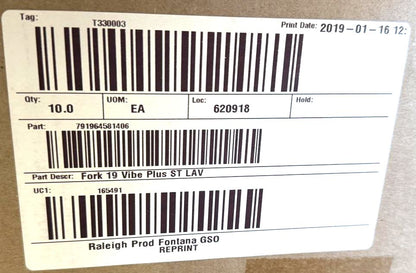 Tag: T330003 Print Date: 2019-01-16 12:
Qty: 10.0 UOM: EA Loc: 620918 Hold:
Part: 791964581406
Part Descr: Fork 19 Vibe Plus ST LAV
UC1: 165491
Raleigh Prod Fontana GSO
REPRINT